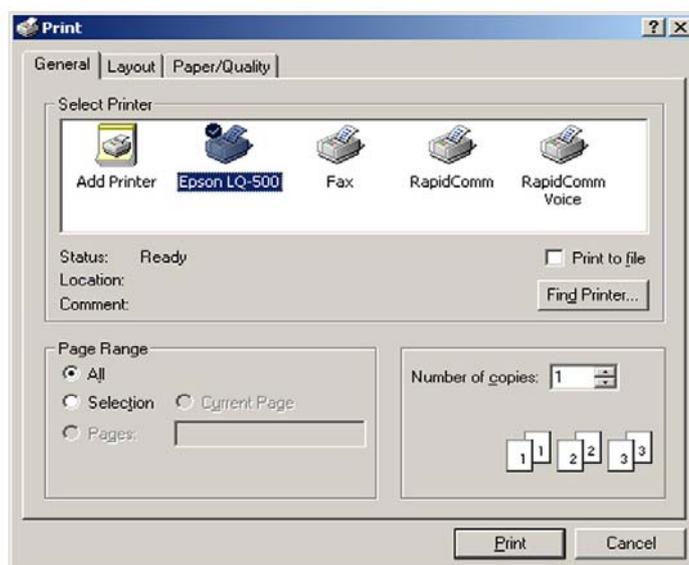 Print
General Layout Paper/Quality
Select Printer
Add Printer Epson LQ-500 Fax RapidComm RapidComm
Voice
Status: Ready
Print to file
Location:
Comment:
Find Printer...
Page Range
All
Selection Current Page
Pages:
Number of copies: 1
1 1 2 2 3 3
Print Cancel